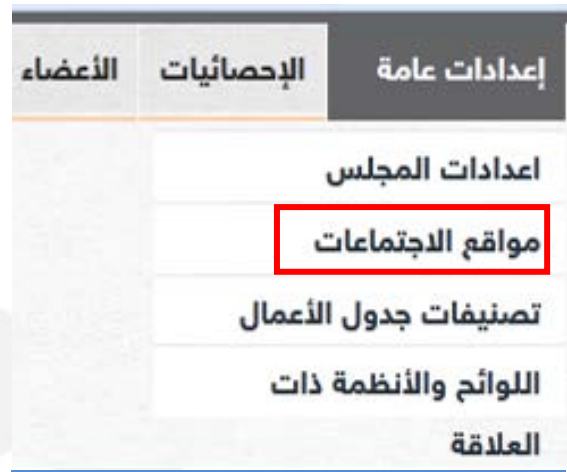 إعدادات عامة الإحصائيات الأعضاء
اعدادات المجلس
مواقع الاجتماعات
تصنيفات جدول الأعمال
اللوائح والأنظمة ذات
العلاقة